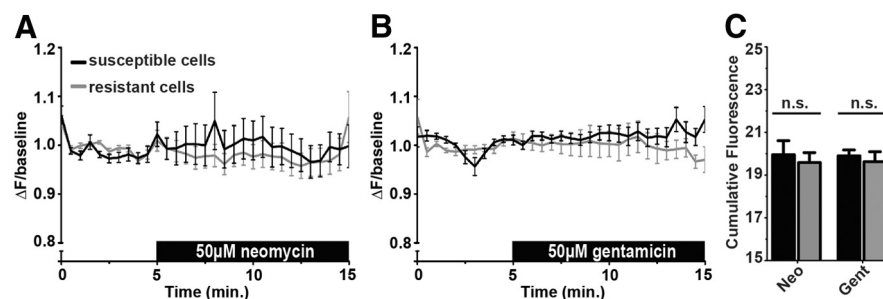 A
1.2
1.1
1.0
0.9
0.8
ΔF/baseline
susceptible cells
resistant cells
50μM neomycin
0
5
10
15
Time (min.)
B
1.2
1.1
1.0
0.9
0.8
ΔF/baseline
50μM gentamicin
0
5
10
15
Time (min.)
C
25
23
21
19
17
15
Cumulative Fluorescence
n.s.
n.s.
Neo
Gent